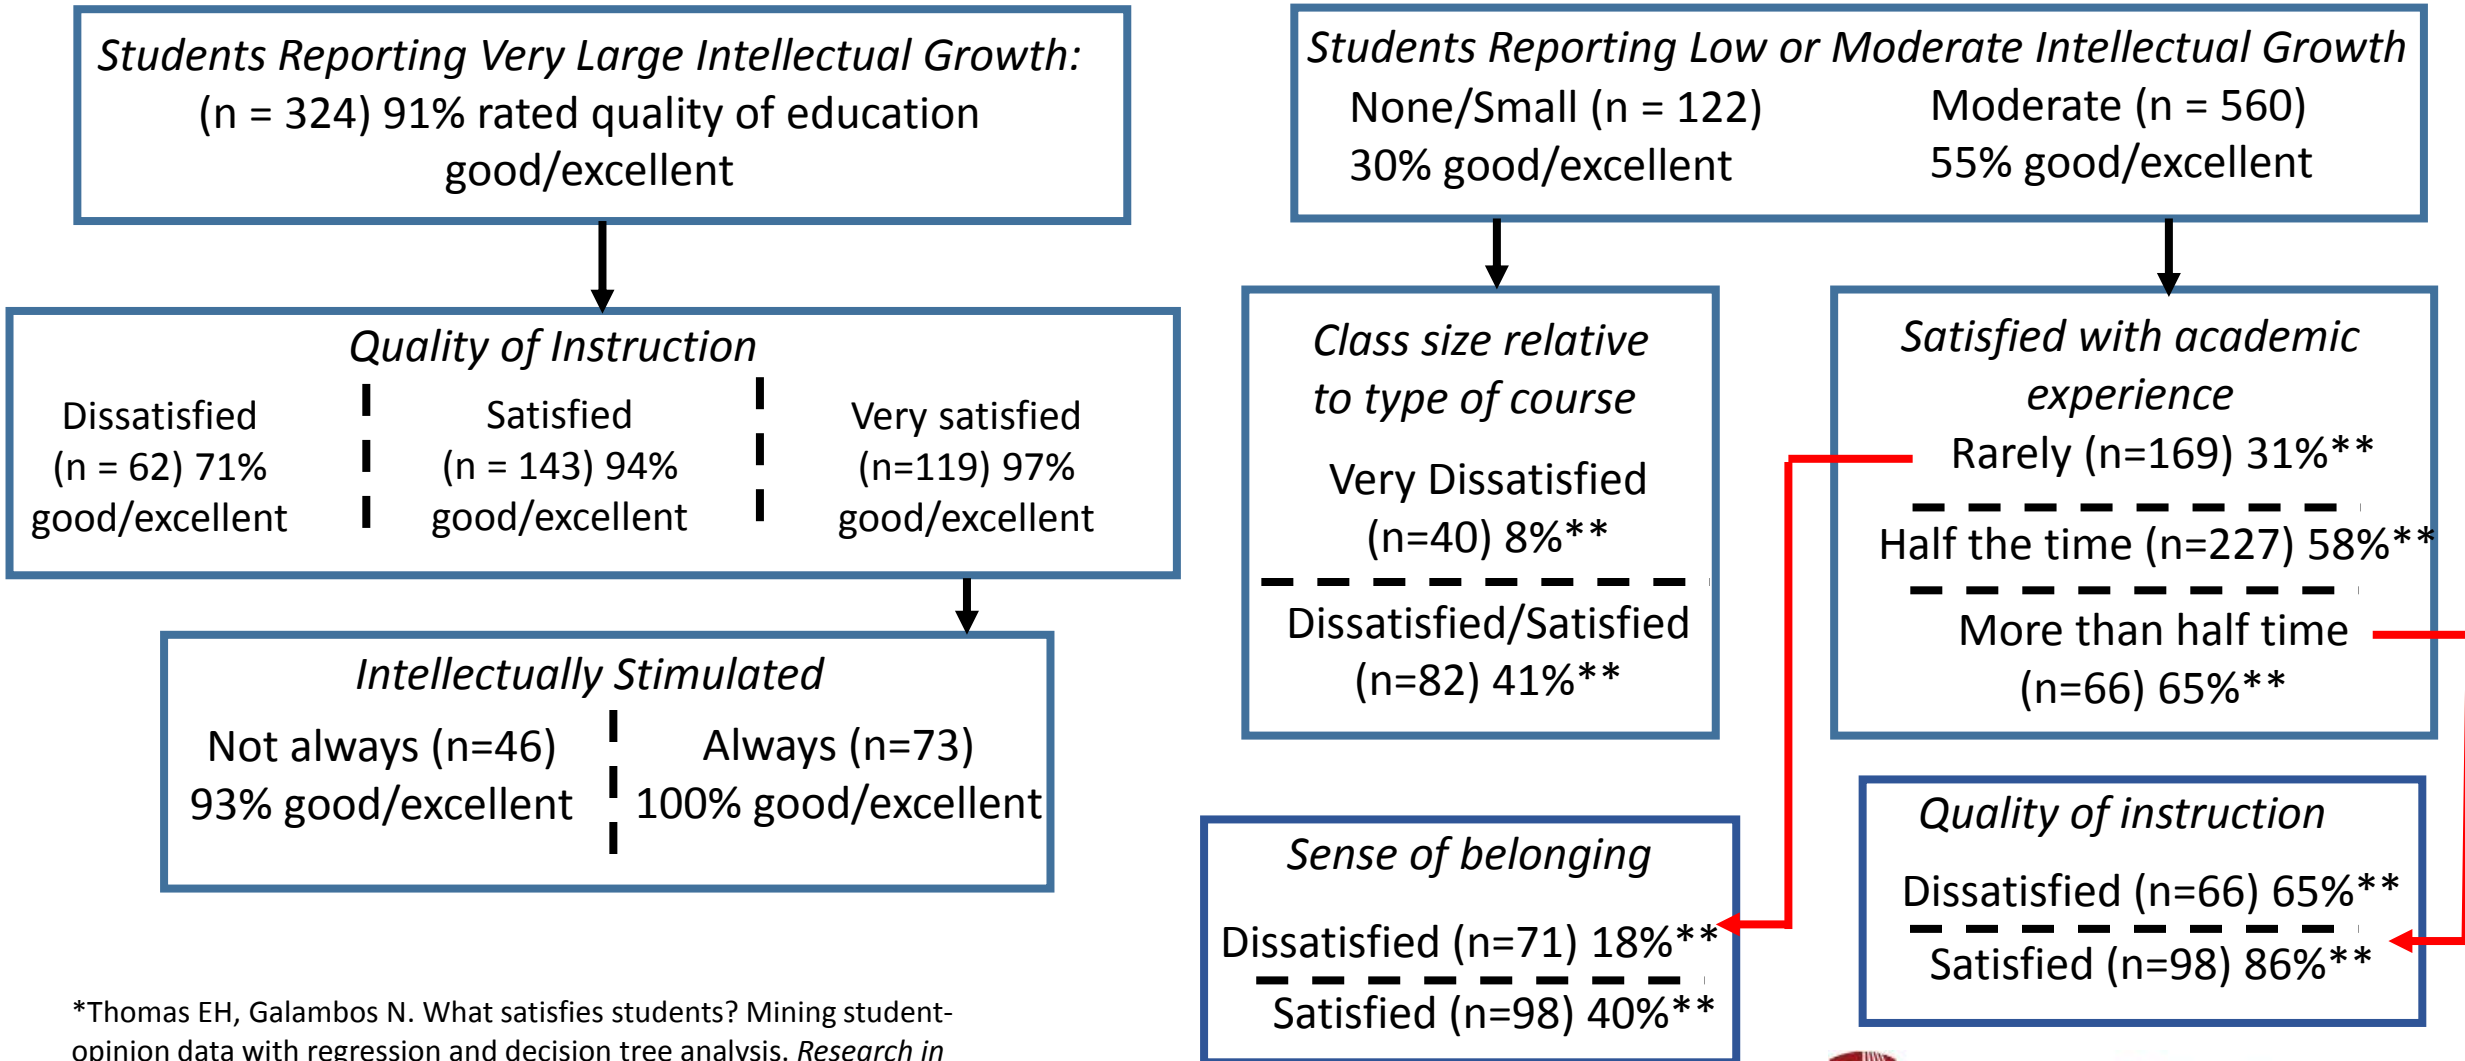 Students Reporting Very Large Intellectual Growth:
(n = 324) 91% rated quality of education
good/excellent
Quality of Instruction
Dissatisfied
(n = 62) 71%
good/excellent
Satisfied
(n = 143) 94%
good/excellent
Very satisfied
(n=119) 97%
good/excellent
Intellectually Stimulated
Not always (n=46)
93% good/excellent
Always (n=73)
100% good/excellent
*Thomas EH, Galambos N. What satisfies students? Mining student-
opinion data with regression and decision tree analysis. Research in
Students Reporting Low or Moderate Intellectual Growth
None/Small (n = 122)
30% good/excellent
Moderate (n = 560)
55% good/excellent
Class size relative
to type of course
Very Dissatisfied
(n=40) 8%**
Dissatisfied/Satisfied
(n=82) 41%**
Satisfied with academic
experience
Rarely (n=169) 31%**
Half the time (n=227) 58%**
More than half time
(n=66) 65%**
Sense of belonging
Dissatisfied (n=71) 18%**
Satisfied (n=98) 40%**
Quality of instruction
Dissatisfied (n=66) 65%**
Satisfied (n=98) 86%**